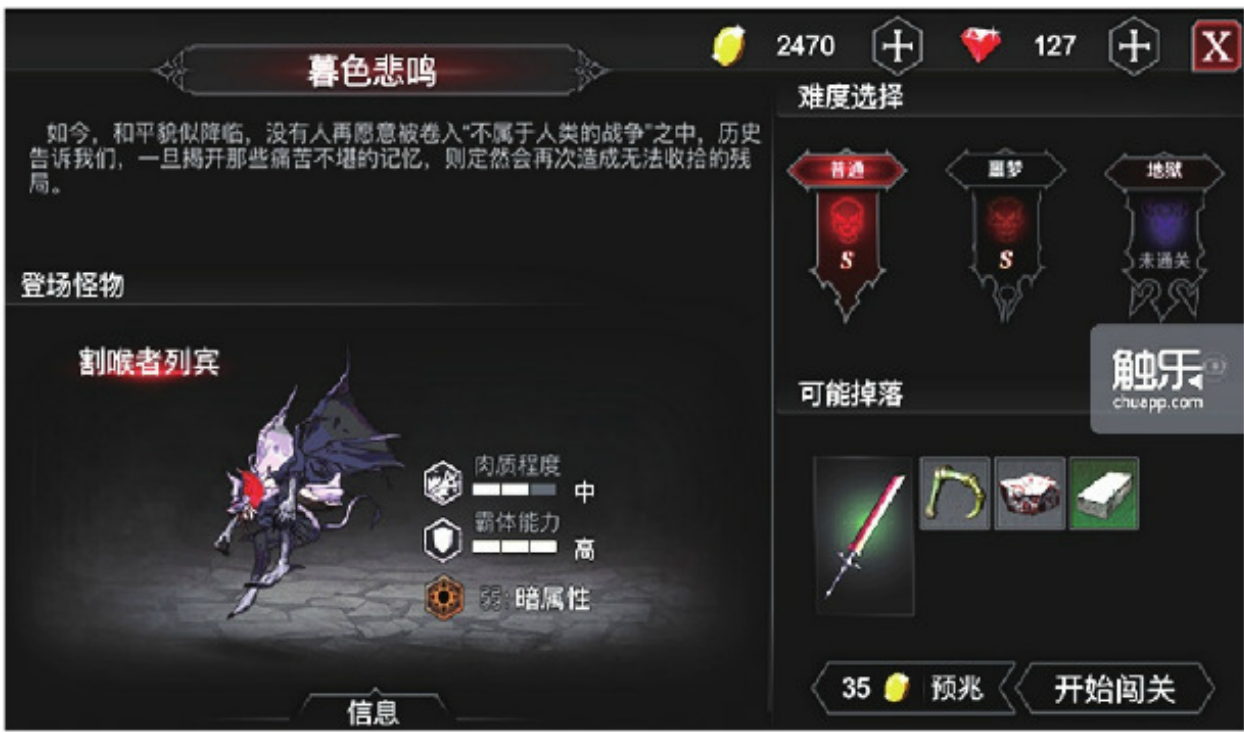 暮色悲鸣
2470
127
X
如今，和平貌似降临，没有人再愿意被卷入“不属于人类的战争”之中，历史
告诉我们，一旦揭开那些痛苦不堪的记忆，则定然会再次造成无法收拾的残
局。
难度选择
普通
噩梦
地狱
S
S
未通关
登场怪物
割喉者列宾
肉质程度
中
霸体能力
高
弱：暗属性
信息
触乐
chuapp.com
可能掉落
35 预兆
开始闯关